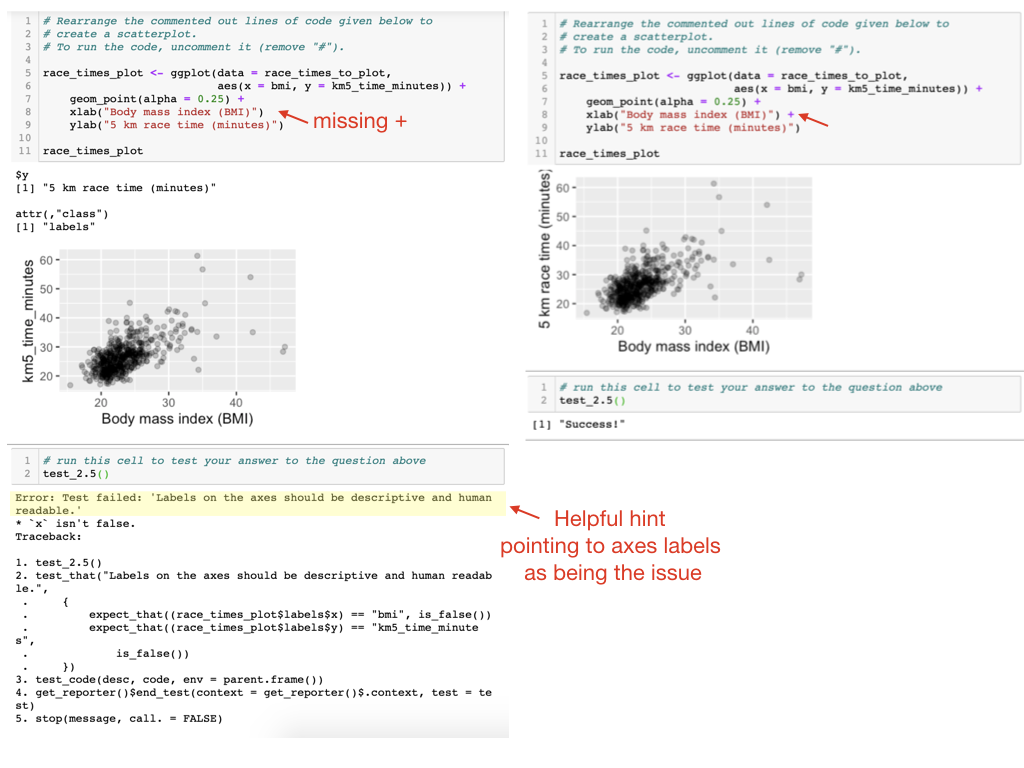 1 # Rearrange the commented out lines of code given below to
2 # create a scatterplot.
3 # To run the code, uncomment it (remove "#").
4
5 race_times_plot <- ggplot(data = race_times_to_plot,
6 aes(x = bmi, y = km5_time_minutes)) +
7 geom_point(alpha = 0.25) +
8 xlab("Body mass index (BMI)")
9 ylab("5 km race time (minutes)")
10
11 race_times_plot
missing +
$y
[1] "5 km race time (minutes)"
attr(,"class")
[1] "labels"
km5_time_minutes
60
50
40
30
20
20 30 40
Body mass index (BMI)
1 # run this cell to test your answer to the question above
2 test_2.5()
Error: Test failed: 'Labels on the axes should be descriptive and human
readable.'
* `x` isn't false.
Traceback:
1. test_2.5()
2. test_that("Labels on the axes should be descriptive and human readab
le.",
. {
. expect_that((race_times_plot$labels$x) == "bmi", is_false())
. expect_that((race_times_plot$labels$y) == "km5_time_minute
s",
. is_false())
. })
3. test_code(desc, code, env = parent.frame())
4. get_reporter()$end_test(context = get_reporter()$.context, test = te
st)
5. stop(message, call. = FALSE)
1 # Rearrange the commented out lines of code given below to
2 # create a scatterplot.
3 # To run the code, uncomment it (remove "#").
4
5 race_times_plot <- ggplot(data = race_times_to_plot,
6 aes(x = bmi, y = km5_time_minutes)) +
7 geom_point(alpha = 0.25) +
8 xlab("Body mass index (BMI)") +
9 ylab("5 km race time (minutes)")
10
11 race_times_plot
5 km race time (minutes)
60
50
40
30
20
20 30 40
Body mass index (BMI)
1 # run this cell to test your answer to the question above
2 test_2.5()
[1] "Success!"
Helpful hint
pointing to axes labels
as being the issue